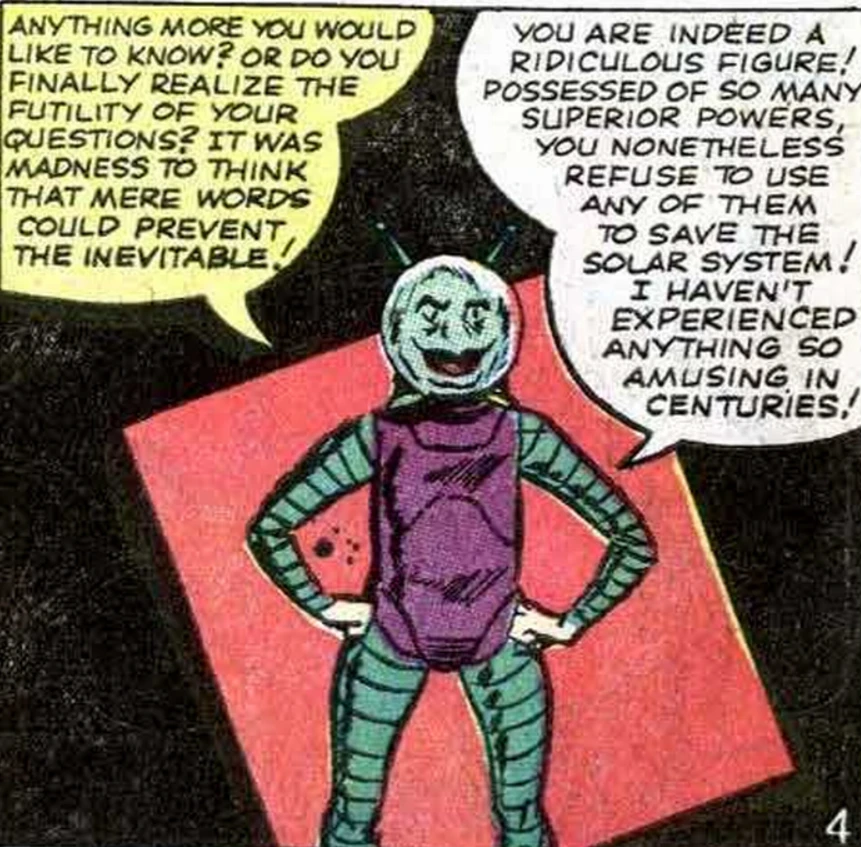 ANYTHING MORE YOU WOULD
LIKE TO KNOW? OR DO YOU
FINALLY REALIZE THE
FUTILITY OF YOUR
QUESTIONS? IT WAS
MADNESS TO THINK
THAT MERE WORDS
COULD PREVENT
THE INEVITABLE!
YOU ARE INDEED A
RIDICULOUS FIGURE!
POSSESSED OF SO MANY
SUPERIOR POWERS,
YOU NONETHELESS
REFUSE TO USE
ANY OF THEM
TO SAVE THE
SOLAR SYSTEM!
I HAVEN'T
EXPERIENCED
ANYTHING SO
AMUSING IN
CENTURIES!
4